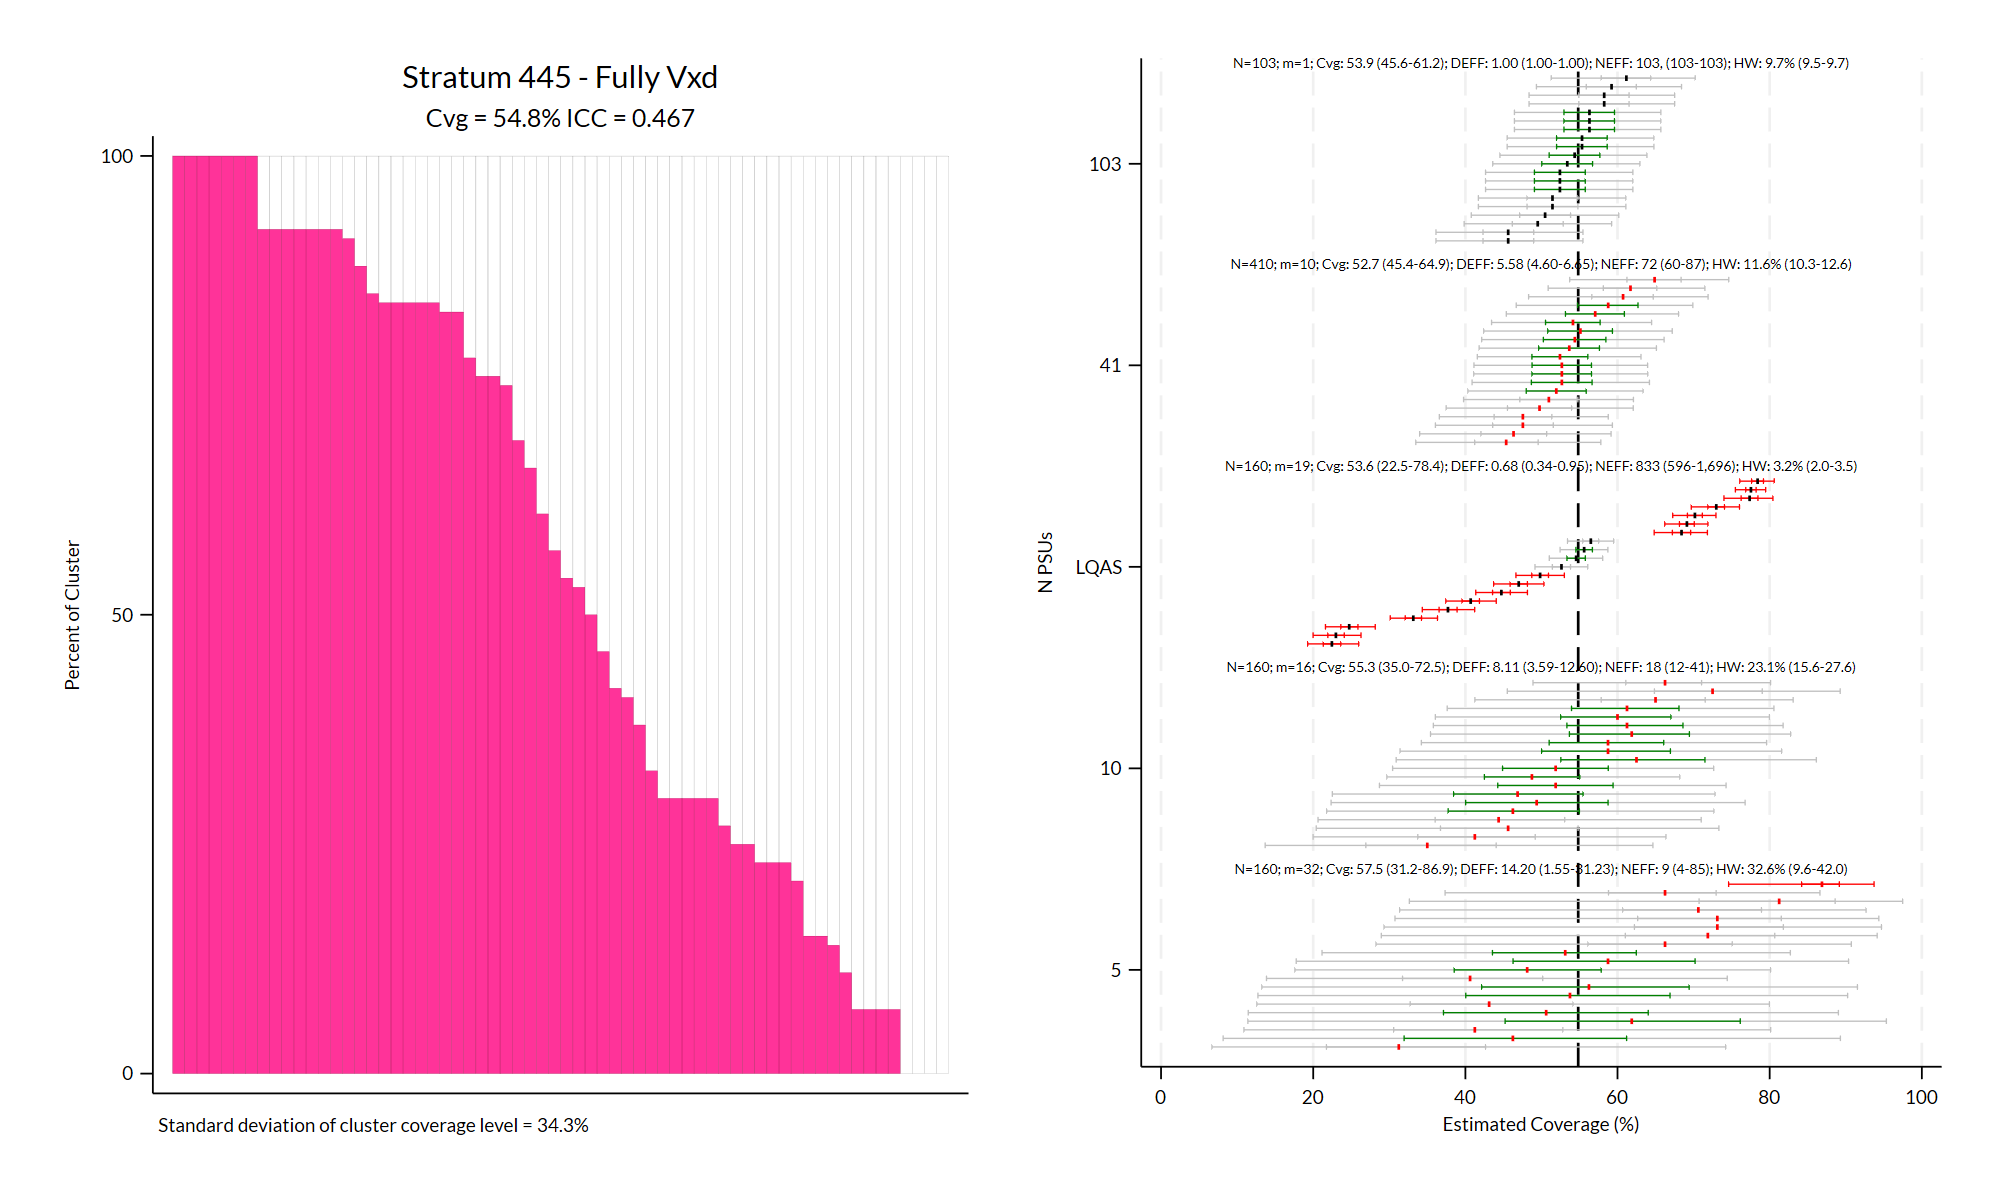 Stratum 445 - Fully Vxd
Cvg = 54.8% ICC = 0.467
100
50
0
Percent of Cluster
Standard deviation of cluster coverage level = 34.3%
N=103; m=1; Cvg: 53.9 (45.6-61.2); DEFF: 1.00 (1.00-1.00); NEFF: 103, (103-103); HW: 9.7% (9.5-9.7)
103
N=410; m=10; Cvg: 52.7 (45.4-64.9); DEFF: 5.58 (4.60-6.65); NEFF: 72 (60-87); HW: 11.6% (10.3-12.6)
41
N=160; m=19; Cvg: 53.6 (22.5-78.4); DEFF: 0.68 (0.34-0.95); NEFF: 833 (596-1,696); HW: 3.2% (2.0-3.5)
LQAS
N=160; m=16; Cvg: 55.3 (35.0-72.5); DEFF: 8.11 (3.59-12.60); NEFF: 18 (12-41); HW: 23.1% (15.6-27.6)
10
N=160; m=32; Cvg: 57.5 (31.2-86.9); DEFF: 14.20 (1.55-31.23); NEFF: 9 (4-85); HW: 32.6% (9.6-42.0)
5
N PSUs
0 20 40 60 80 100
Estimated Coverage (%)